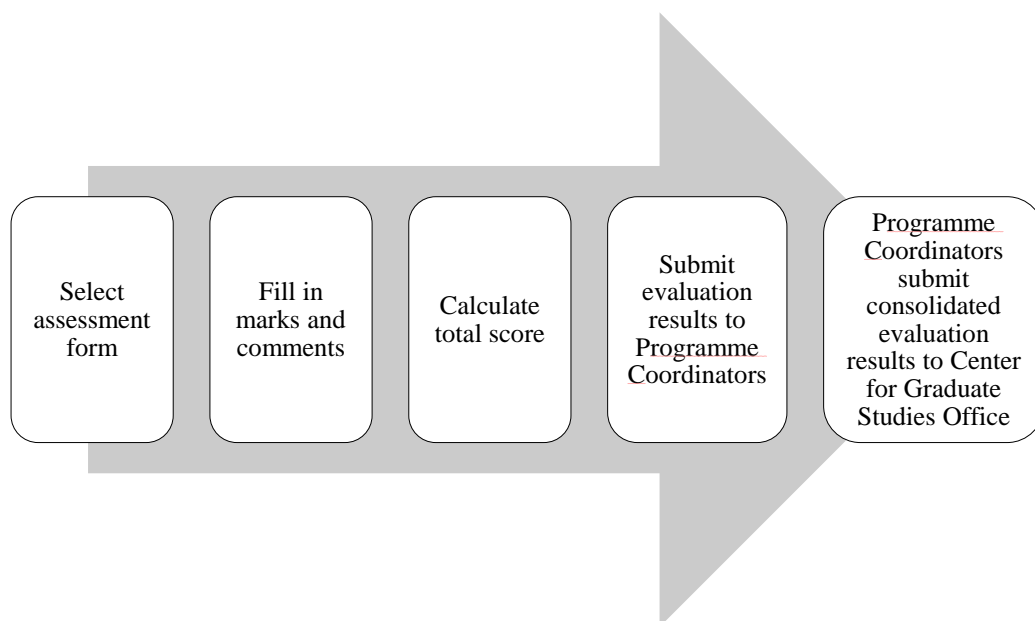 Select
assessment
form
Fill in
marks and
comments
Calculate
total score
Submit
evaluation
results to
Programme
Coordinators
Programme
Coordinators
submit
consolidated
evaluation
results to Center
for Graduate
Studies Office